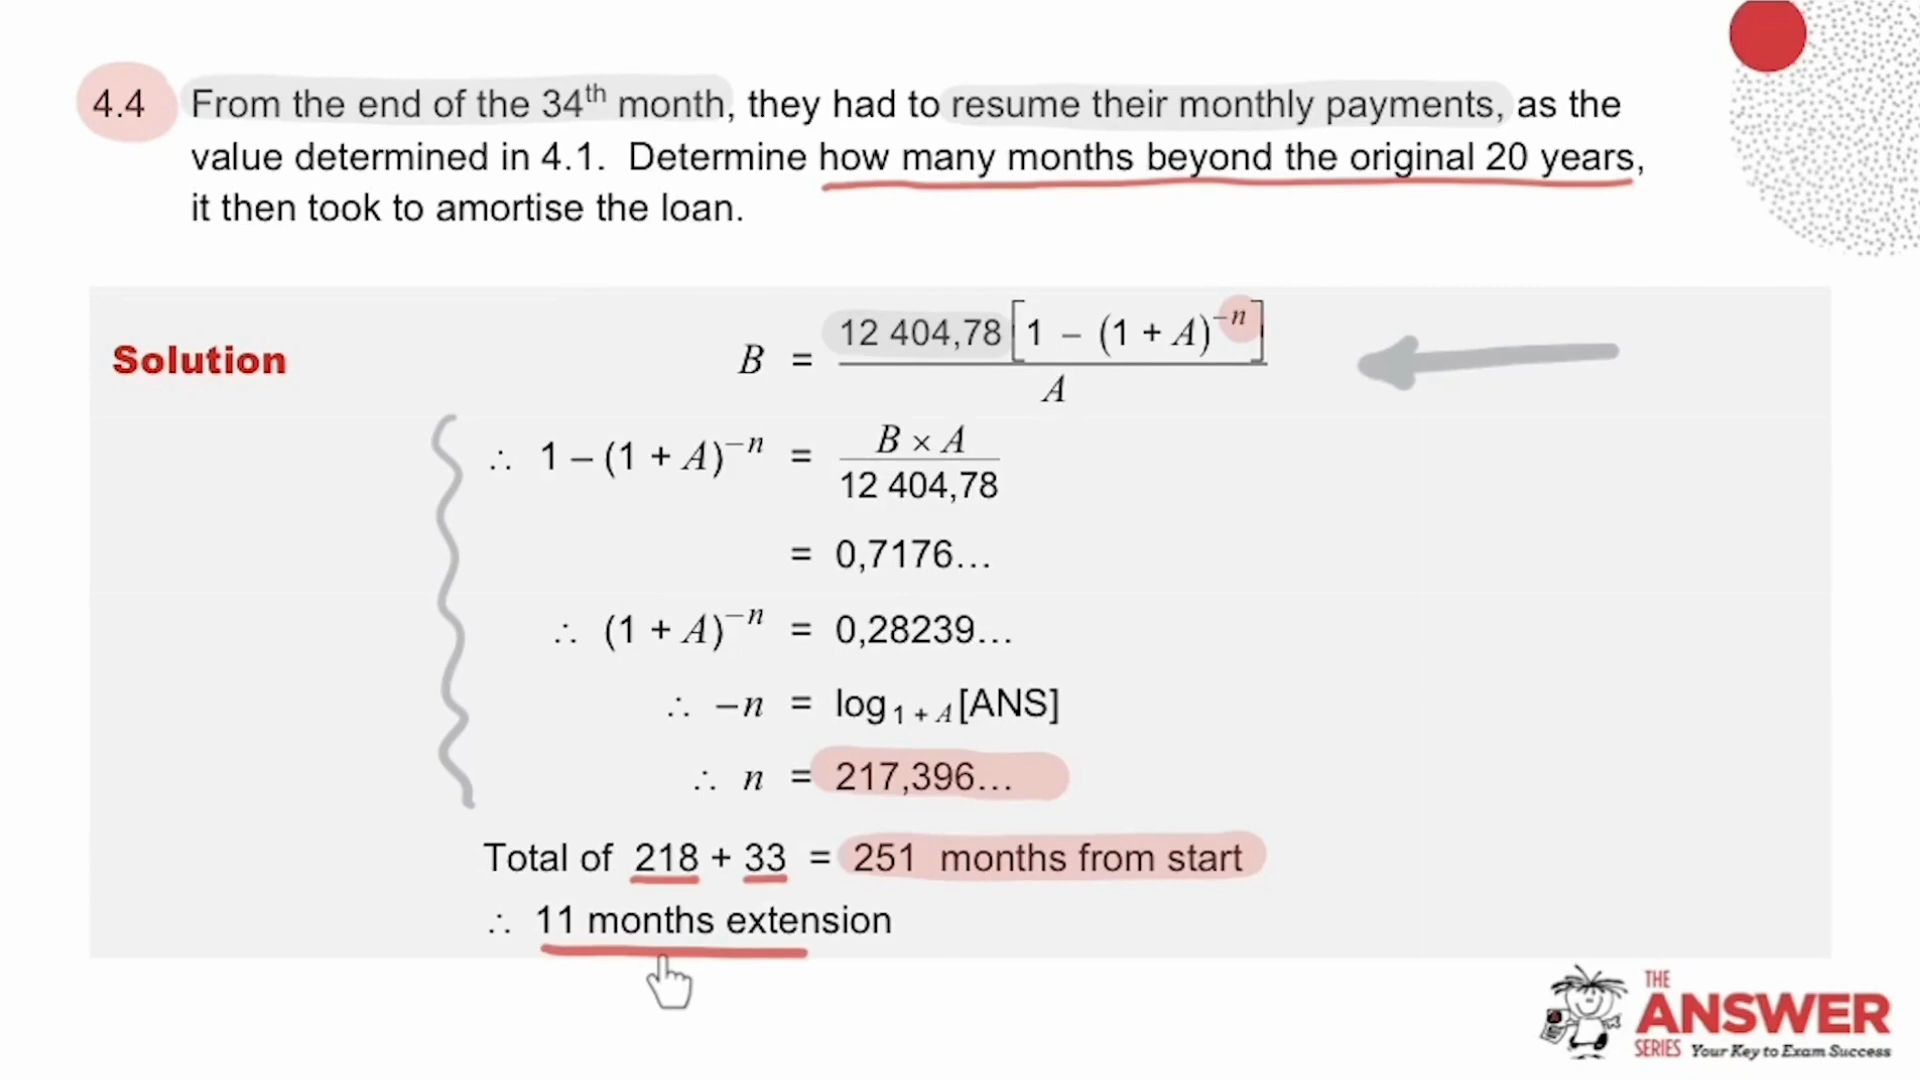 4.4 From the end of the 34th month, they had to resume their monthly payments, as the
value determined in 4.1. Determine how many months beyond the original 20 years,
it then took to amortise the loan.
Solution
B = 12 404,78[1 – (1 + A)^−n] / A
∴ 1 – (1 + A)^−n = B × A / 12 404,78
= 0,7176…
∴ (1 + A)^−n = 0,28239…
∴ −n = log 1 + A [ANS]
∴ n = 217,396…
Total of 218 + 33 = 251 months from start
∴ 11 months extension
THE
ANSWER
SERIES Your Key to Exam Success